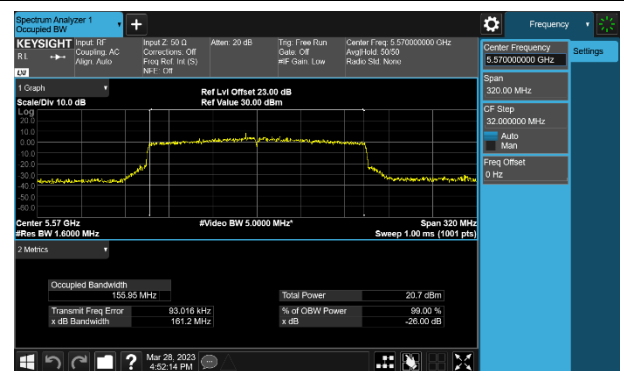 Spectrum Analyzer 1
Occupied BW
Frequency
KEYSIGHT
Input: RF
Input Z: 50 Ω
Atten: 20 dB
Trig: Free Run
Center Freq: 5.570000000 GHz
RL
Coupling: AC
Corrections: Off
Gate: Off
Avg|Hold: 50/50
Align: Auto
Freq Ref: Int (S)
#IF Gain: Low
Radio Std: None
LXI
NFE: Off
Center Frequency
5.570000000 GHz
Settings
Span
320.00 MHz
CF Step
32.000000 MHz
Auto
Man
Freq Offset
0 Hz
1 Graph
Ref Lvl Offset 23.00 dB
Scale/Div 10.0 dB
Ref Value 30.00 dBm
Log
20.0
10.0
0.00
-10.0
-20.0
-30.0
-40.0
-50.0
-60.0
Center 5.57 GHz
#Video BW 5.0000 MHz*
Span 320 MHz
#Res BW 1.6000 MHz
Sweep 1.00 ms (1001 pts)
2 Metrics
Occupied Bandwidth
155.95 MHz
Total Power
20.7 dBm
Transmit Freq Error
93.016 kHz
% of OBW Power
99.00 %
x dB Bandwidth
161.2 MHz
x dB
-26.00 dB
Mar 28, 2023
4:52:14 PM